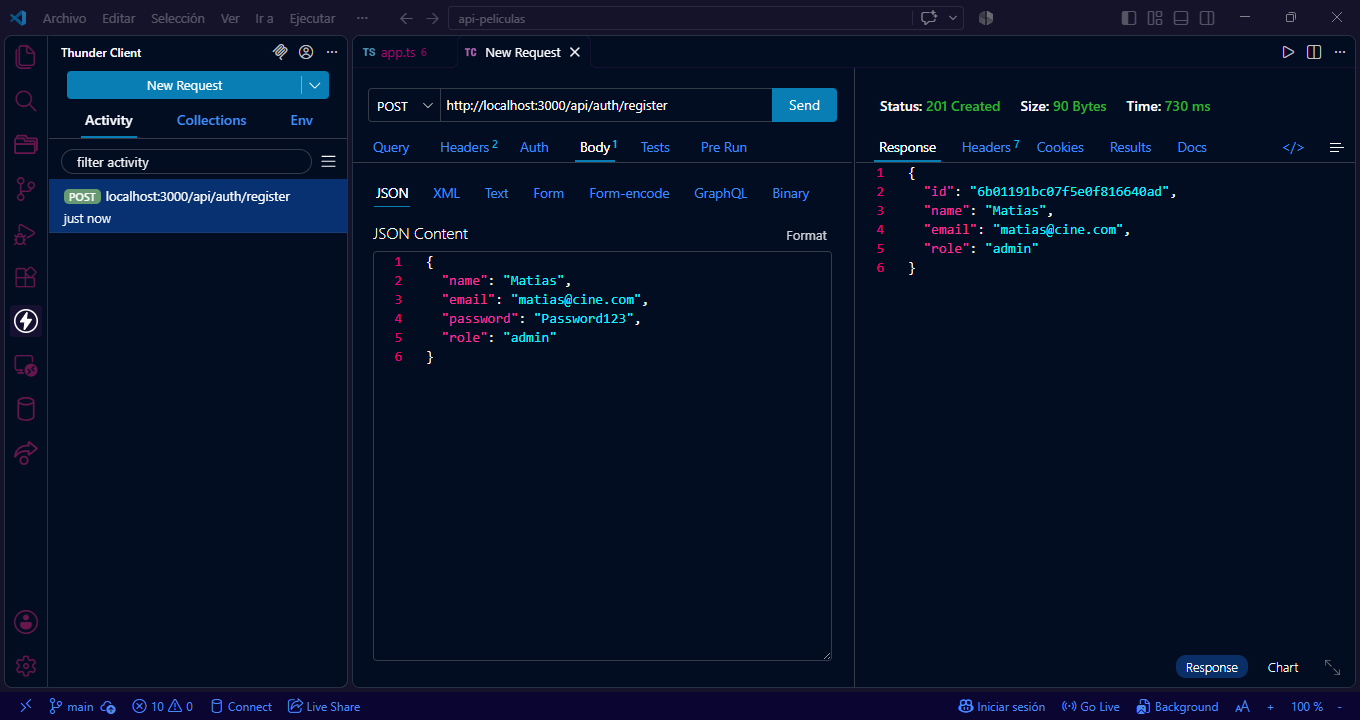 Archivo Editar Selección Ver Ir a Ejecutar ··· api-peliculas
Thunder Client ···
New Request
Activity Collections Env
filter activity
POST localhost:3000/api/auth/register
just now
TS app.ts 6 TC New Request
POST http://localhost:3000/api/auth/register Send
Query Headers 2 Auth Body 1 Tests Pre Run
JSON XML Text Form Form-encode GraphQL Binary
JSON Content Format
1 {
2 "name": "Matias",
3 "email": "matias@cine.com",
4 "password": "Password123",
5 "role": "admin"
6 }
Status: 201 Created Size: 90 Bytes Time: 730 ms
Response Headers 7 Cookies Results Docs </>
1 {
2 "id": "6b01191bc07f5e0f816640ad",
3 "name": "Matias",
4 "email": "matias@cine.com",
5 "role": "admin"
6 }
Response Chart
main 10 0 Connect Live Share Iniciar sesión Go Live Background AA + 100 % -